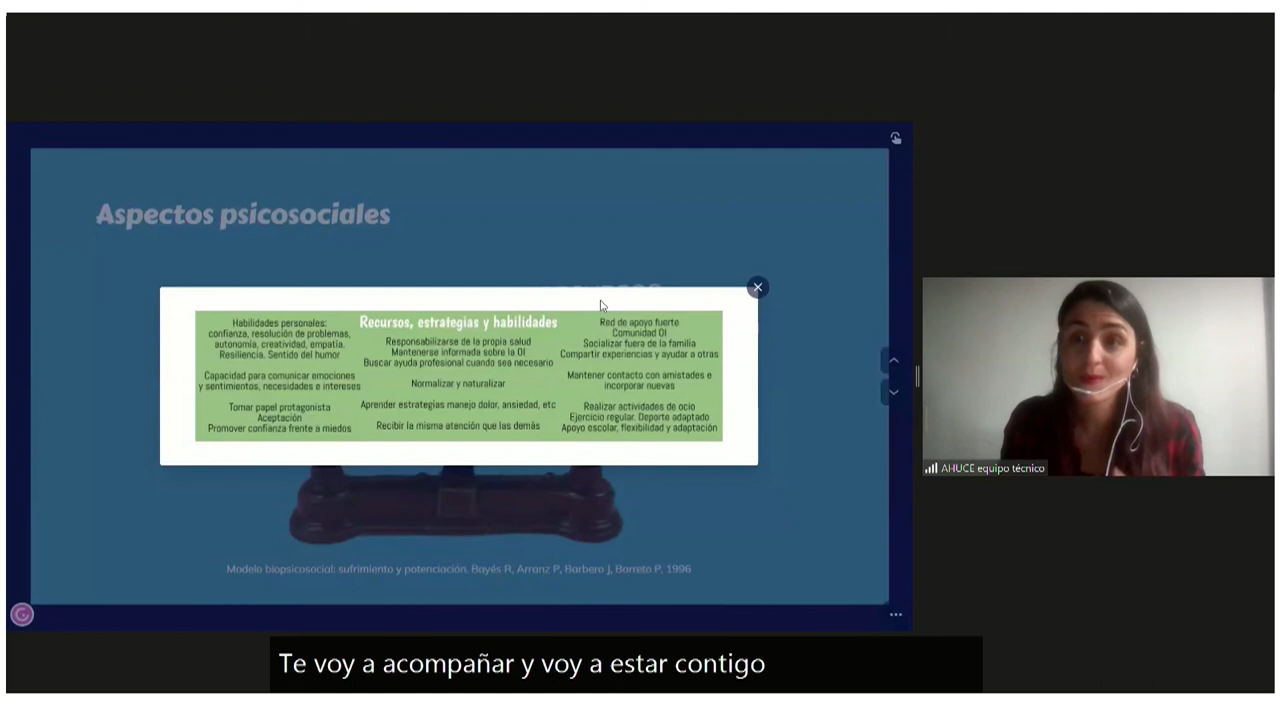 Aspectos psicosociales
Habilidades personales:
confianza, resolución de problemas,
autonomía, creatividad, empatía.
Resiliencia. Sentido del humor
Capacidad para comunicar emociones
y sentimientos, necesidades e intereses
Tomar papel protagonista
Aceptación
Promover confianza frente a miedos
Recursos, estrategias y habilidades
Responsabilizarse de la propia salud
Mantenerse informada sobre la OI
Buscar ayuda profesional cuando sea necesario
Normalizar y naturalizar
Aprender estrategias manejo dolor, ansiedad, etc
Recibir la misma atención que las demás
Red de apoyo fuerte
Comunidad OI
Socializar fuera de la familia
Compartir experiencias y ayudar a otras
Mantener contacto con amistades e
incorporar nuevas
Realizar actividades de ocio
Ejercicio regular. Deporte adaptado
Apoyo escolar, flexibilidad y adaptación
Modelo biopsicosocial: sufrimiento y potenciación. Bayés R, Arranz P, Barbero J, Barreto P, 1996
AHUCE equipo técnico
Te voy a acompañar y voy a estar contigo